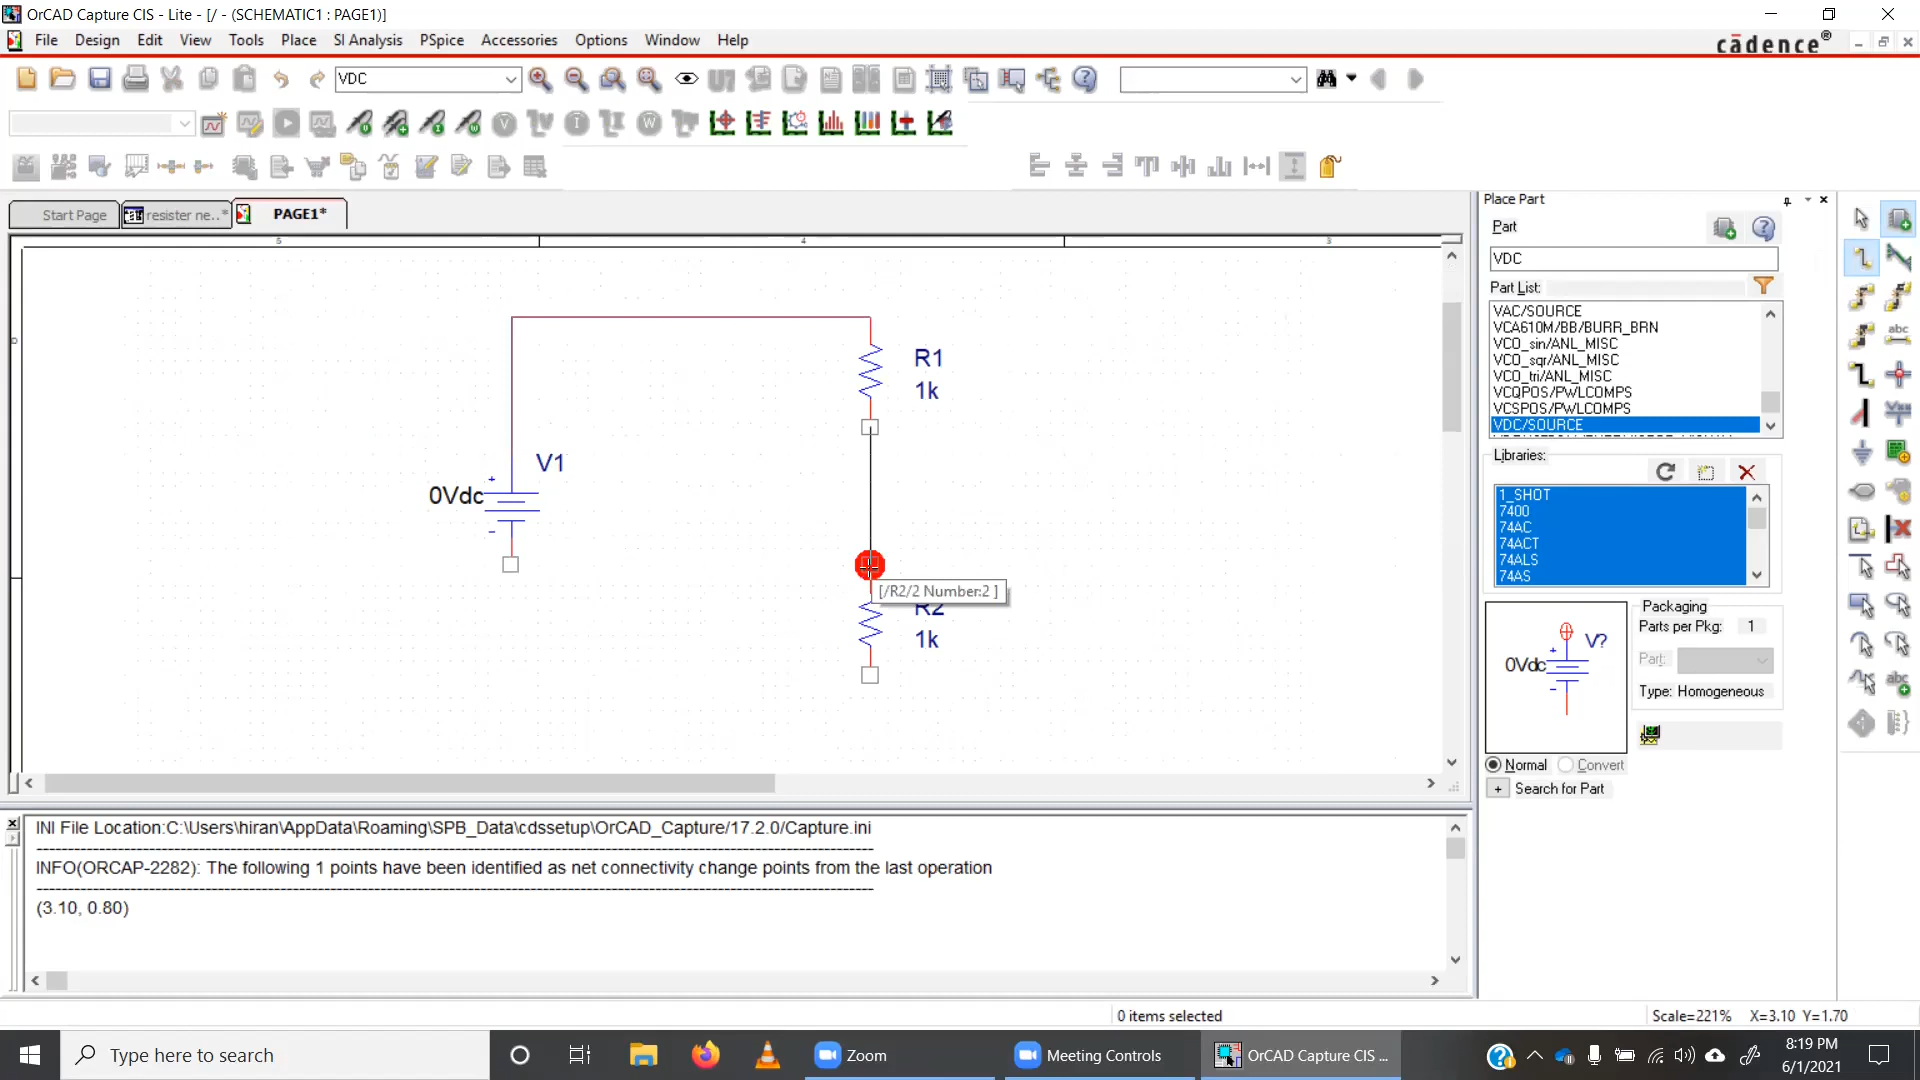 OrCAD Capture CIS - Lite - [/ - (SCHEMATIC1 : PAGE1)]
File Design Edit View Tools Place SI Analysis PSpice Accessories Options Window Help
cādence®
VDC
U?
Start Page
resister ne..*
PAGE1*
5 4 3
D
R1
1k
V1
0Vdc
[/R2/2 Number:2 ]
R2
1k
Place Part
Part
VDC
Part List:
VAC/SOURCE
VCA610M/BB/BURR_BRN
VCO_sin/ANL_MISC
VCO_sqr/ANL_MISC
VCO_tri/ANL_MISC
VCQPOS/PWLCOMPS
VCSPOS/PWLCOMPS
VDC/SOURCE
Libraries:
1_SHOT
7400
74AC
74ACT
74ALS
74AS
Packaging
Parts per Pkg: 1
Part:
Type: Homogeneous
V?
0Vdc
Normal Convert
+ Search for Part
INI File Location:C:\Users\hiran\AppData\Roaming\SPB_Data\cdssetup\OrCAD_Capture/17.2.0/Capture.ini
INFO(ORCAP-2282): The following 1 points have been identified as net connectivity change points from the last operation
(3.10, 0.80)
0 items selected
Scale=221% X=3.10 Y=1.70
Type here to search
Zoom
Meeting Controls
OrCAD Capture CIS ...
8:19 PM
6/1/2021